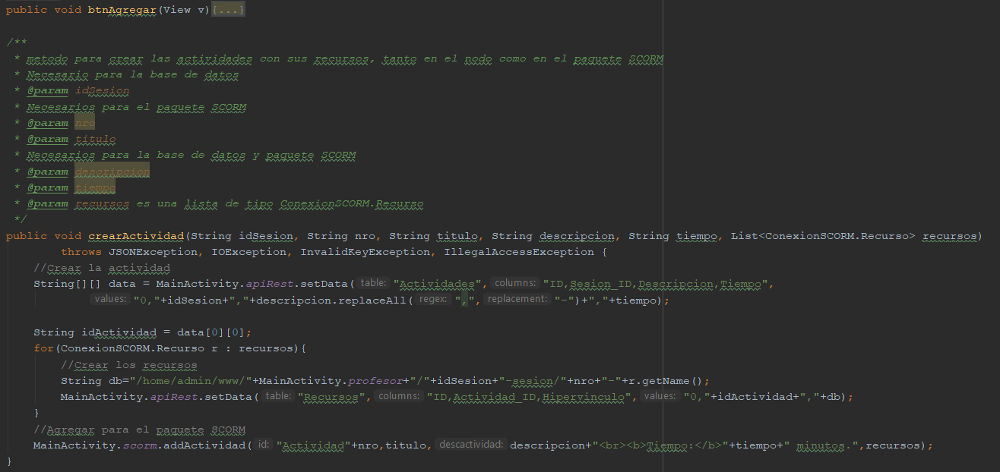 public void btnAgregar(View v){...}
/**
* metodo para crear las actividades con sus recursos, tanto en el nodo como en el paquete SCORM
* Necesario para la base de datos
* @param idSesion
* Necesarios para el paquete SCORM
* @param nro
* @param titulo
* Necesarios para la base de datos y paquete SCORM
* @param descripcion
* @param tiempo
* @param recursos es una lista de tipo ConexionSCORM.Recurso
*/
public void crearActividad(String idSesion, String nro, String titulo, String descripcion, String tiempo, List<ConexionSCORM.Recurso> recursos)
throws JSONException, IOException, InvalidKeyException, IllegalAccessException {
//Crear la actividad
String[][] data = MainActivity.apiRest.setData( table: "Actividades", columns: "ID,Sesion_ID,Descripcion,Tiempo",
values: "0,"+idSesion+","+descripcion.replaceAll( regex: ",", replacement: "-")+","+tiempo);
String idActividad = data[0][0];
for(ConexionSCORM.Recurso r : recursos){
//Crear los recursos
String db="/home/admin/www/"+MainActivity.profesor+"/"+idSesion+"-sesion/"+nro+"-"+r.getName();
MainActivity.apiRest.setData( table: "Recursos", columns: "ID,Actividad_ID,Hipervinculo", values: "0,"+idActividad+","+db);
}
//Agregar para el paquete SCORM
MainActivity.scorm.addActividad( id: "Actividad"+nro,titulo, descactividad: descripcion+"<br><b>Tiempo:</b>"+tiempo+" minutos.",recursos);
}